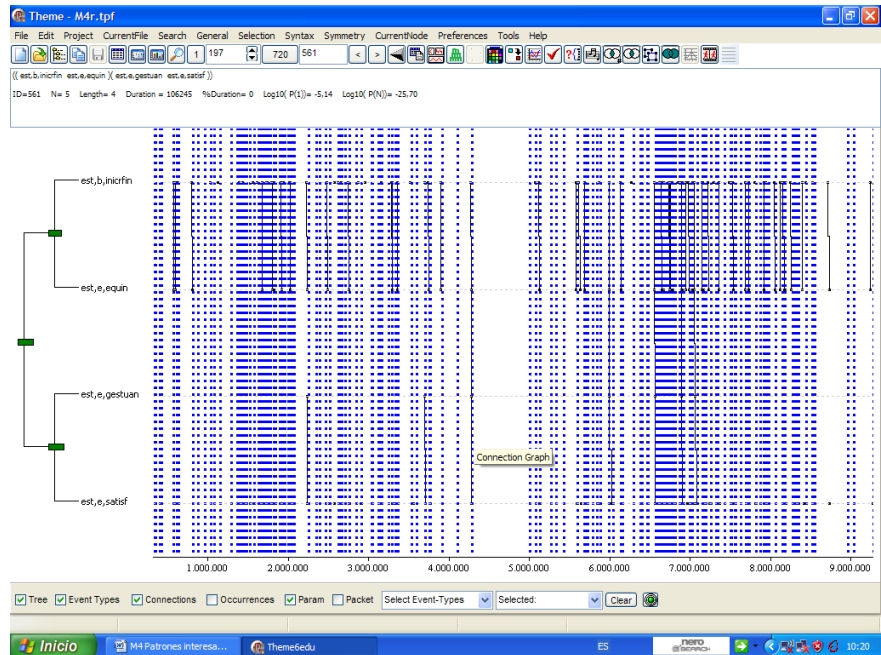 Theme - M4r.tpf
File Edit Project CurrentFile Search General Selection Syntax Symmetry CurrentNode Preferences Tools Help
1 197 720 561 < >
(( est,b,inicrfin est,e,equin )( est,e,gestuan est,e,satisf ))
ID=561 N= 5 Length= 4 Duration = 106245 %Duration= 0 Log10( P(1))= -5,14 Log10( P(N))= -25,70
est,b,inicrfin
est,e,equin
est,e,gestuan
Connection Graph
est,e,satisf
1.000.000 2.000.000 3.000.000 4.000.000 5.000.000 6.000.000 7.000.000 8.000.000 9.000.000
Tree Event Types Connections Occurrences Param Packet Select Event-Types Selected: Clear
Inicio M4 Patrones interesa... Theme6edu ES nero SEARCH 10:20